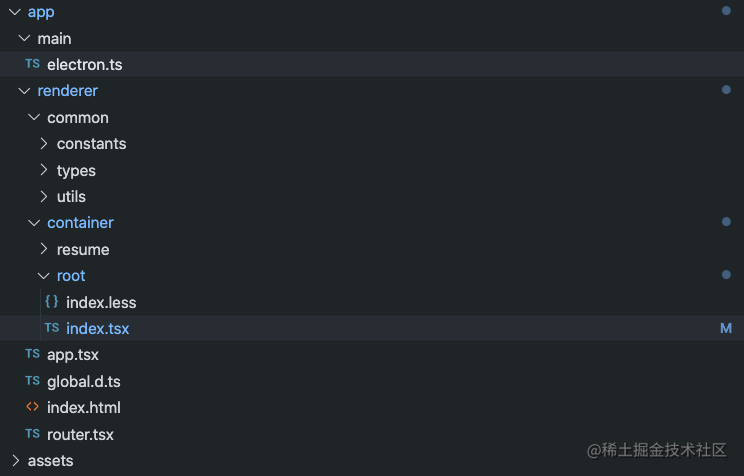 app
main
TS electron.ts
renderer
common
constants
types
utils
container
resume
root
{} index.less
TS index.tsx M
TS app.tsx
TS global.d.ts
<> index.html
TS router.tsx
assets
@稀土掘金技术社区